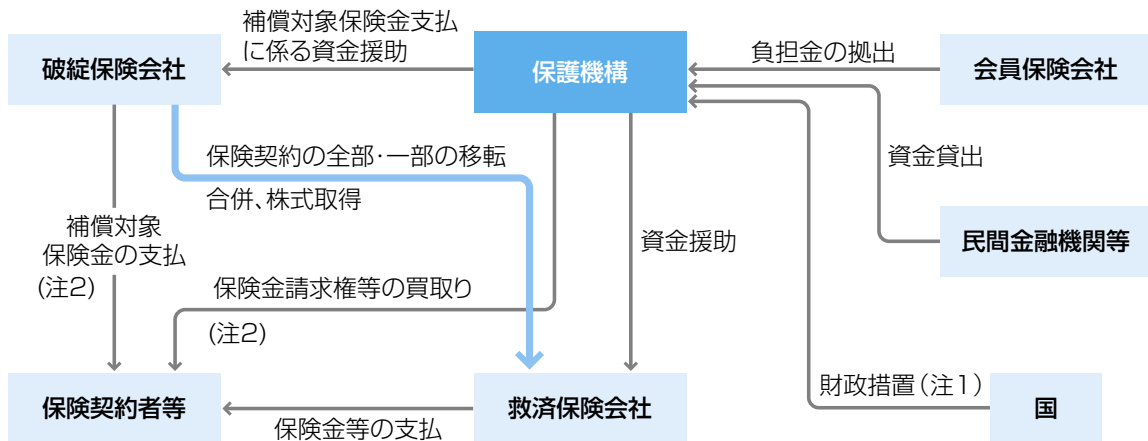 補償対象保険金支払
に係る資金援助
破綻保険会社
保護機構
負担金の拠出
会員保険会社
保険契約の全部･一部の移転
合併､株式取得
資金貸出
補償対象
保険金の支払
(注2)
資金援助
民間金融機関等
保険金請求権等の買取り
(注2)
財政措置(注1)
保険契約者等
保険金等の支払
救済保険会社
国